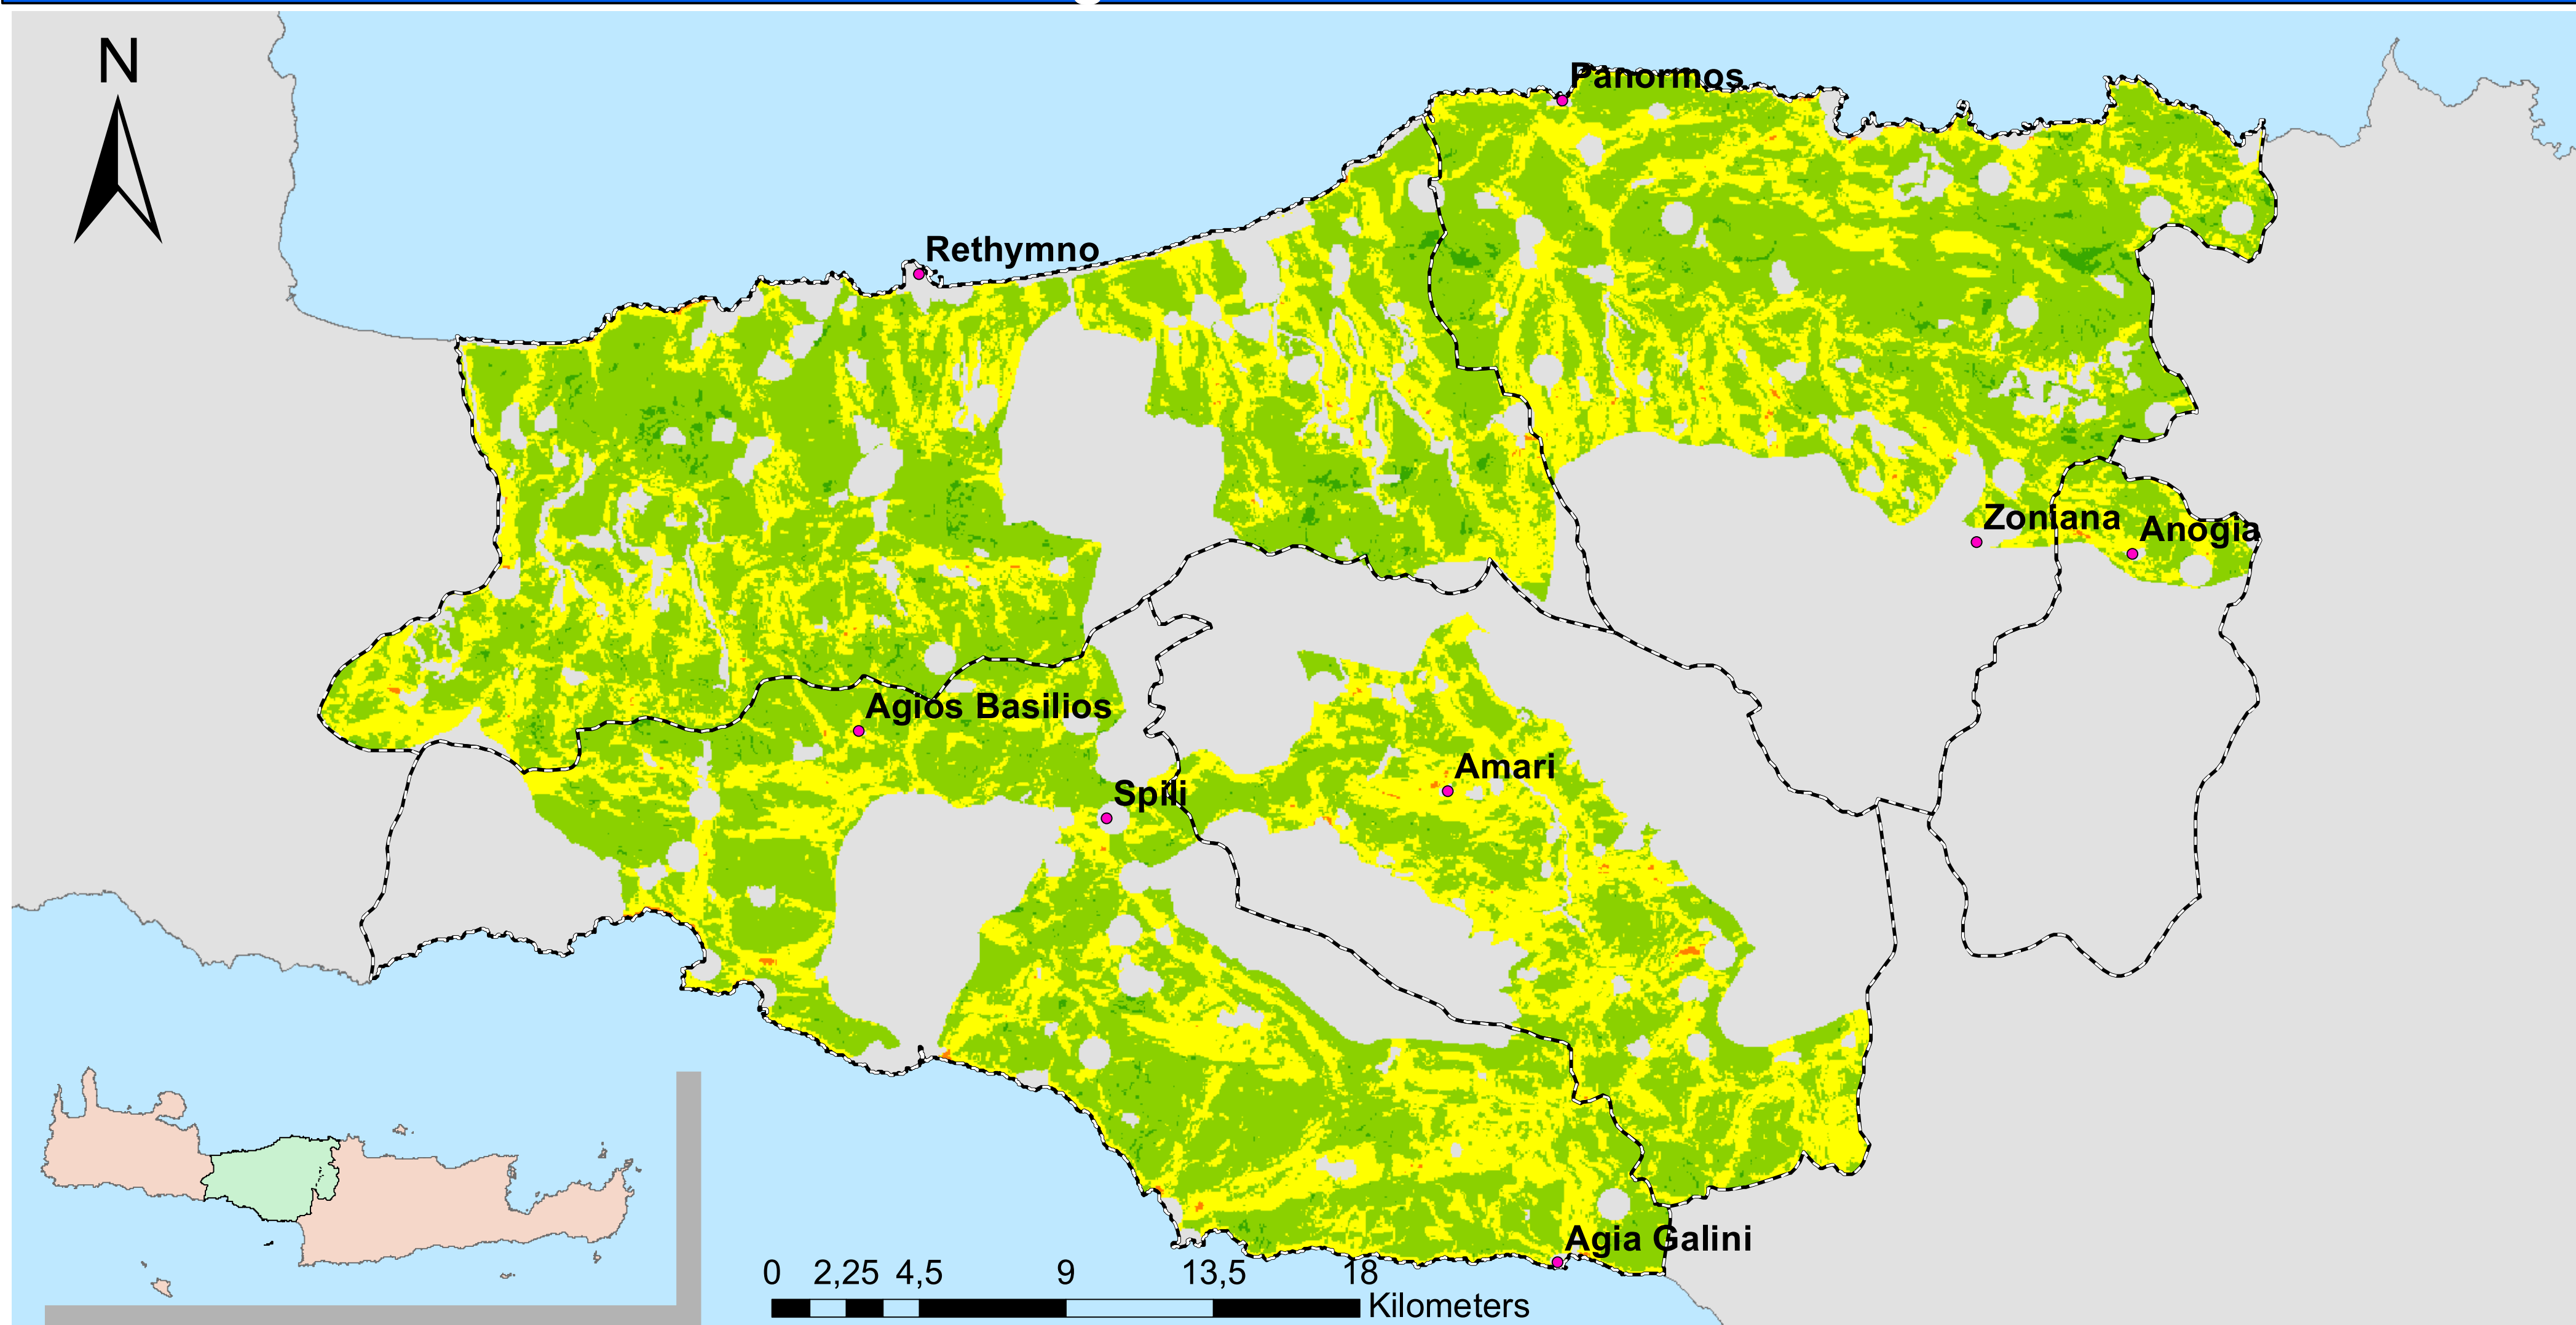 N
Panormos
Rethymno
Zoniana
Anogia
Agios Basilios
Amari
Spili
Agia Galini
0 2,25 4,5 9 13,5 18
Kilometers